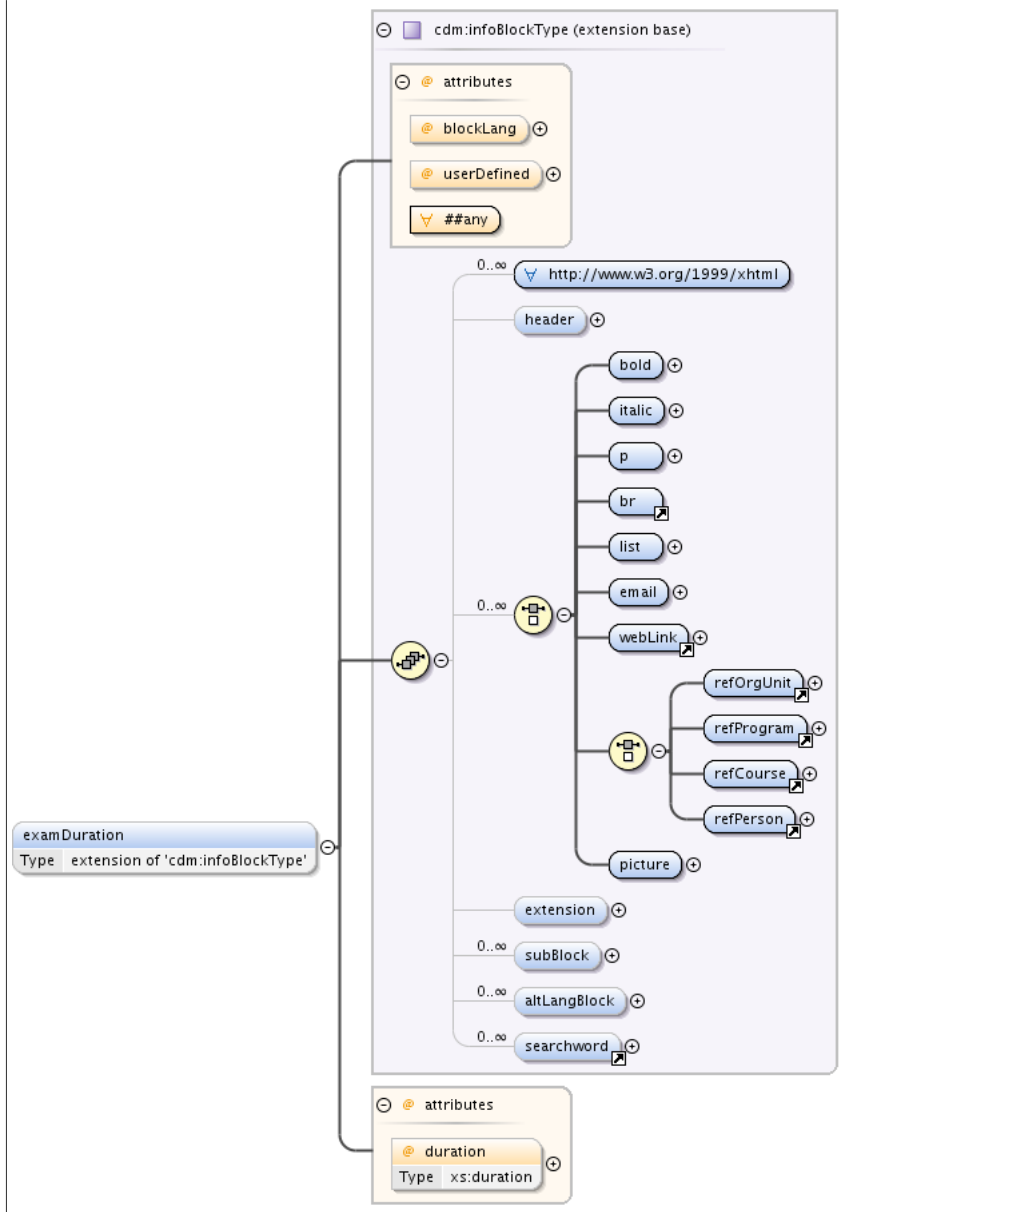 cdm:infoBlockType (extension base)
@ attributes
@ blockLang
@ userDefined
∀ ##any
0..∞
∀ http://www.w3.org/1999/xhtml
header
bold
italic
p
br
list
email
0..∞
webLink
refOrgUnit
refProgram
refCourse
refPerson
examDuration
Type extension of 'cdm:infoBlockType'
picture
extension
0..∞
subBlock
0..∞
altLangBlock
0..∞
searchword
@ attributes
@ duration
Type xs:duration